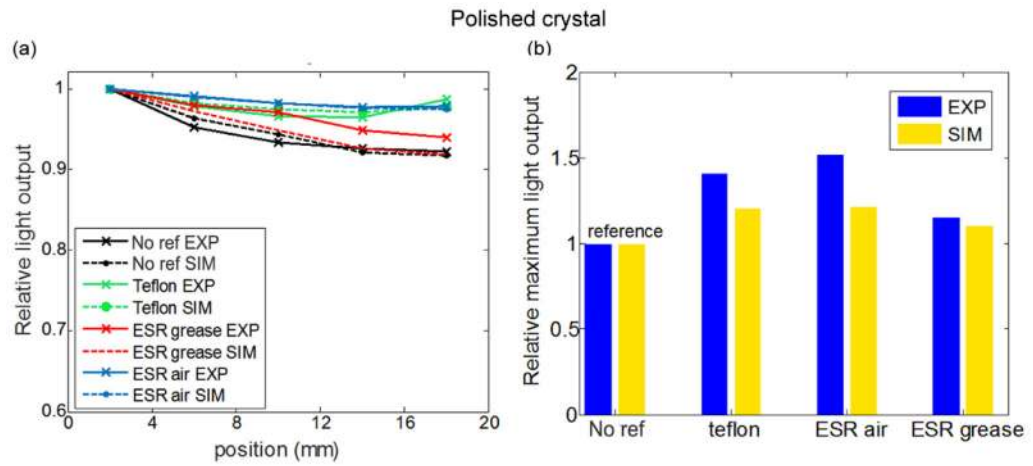 Polished crystal
(a)
Relative light output
1
0.9
0.8
0.7
0.6
0
4
8
12
16
20
position (mm)
No ref EXP
No ref SIM
Teflon EXP
Teflon SIM
ESR grease EXP
ESR grease SIM
ESR air EXP
ESR air SIM
(b)
Relative maximum light output
2
1.5
1
0.5
0
EXP
SIM
reference
No ref
teflon
ESR air
ESR grease